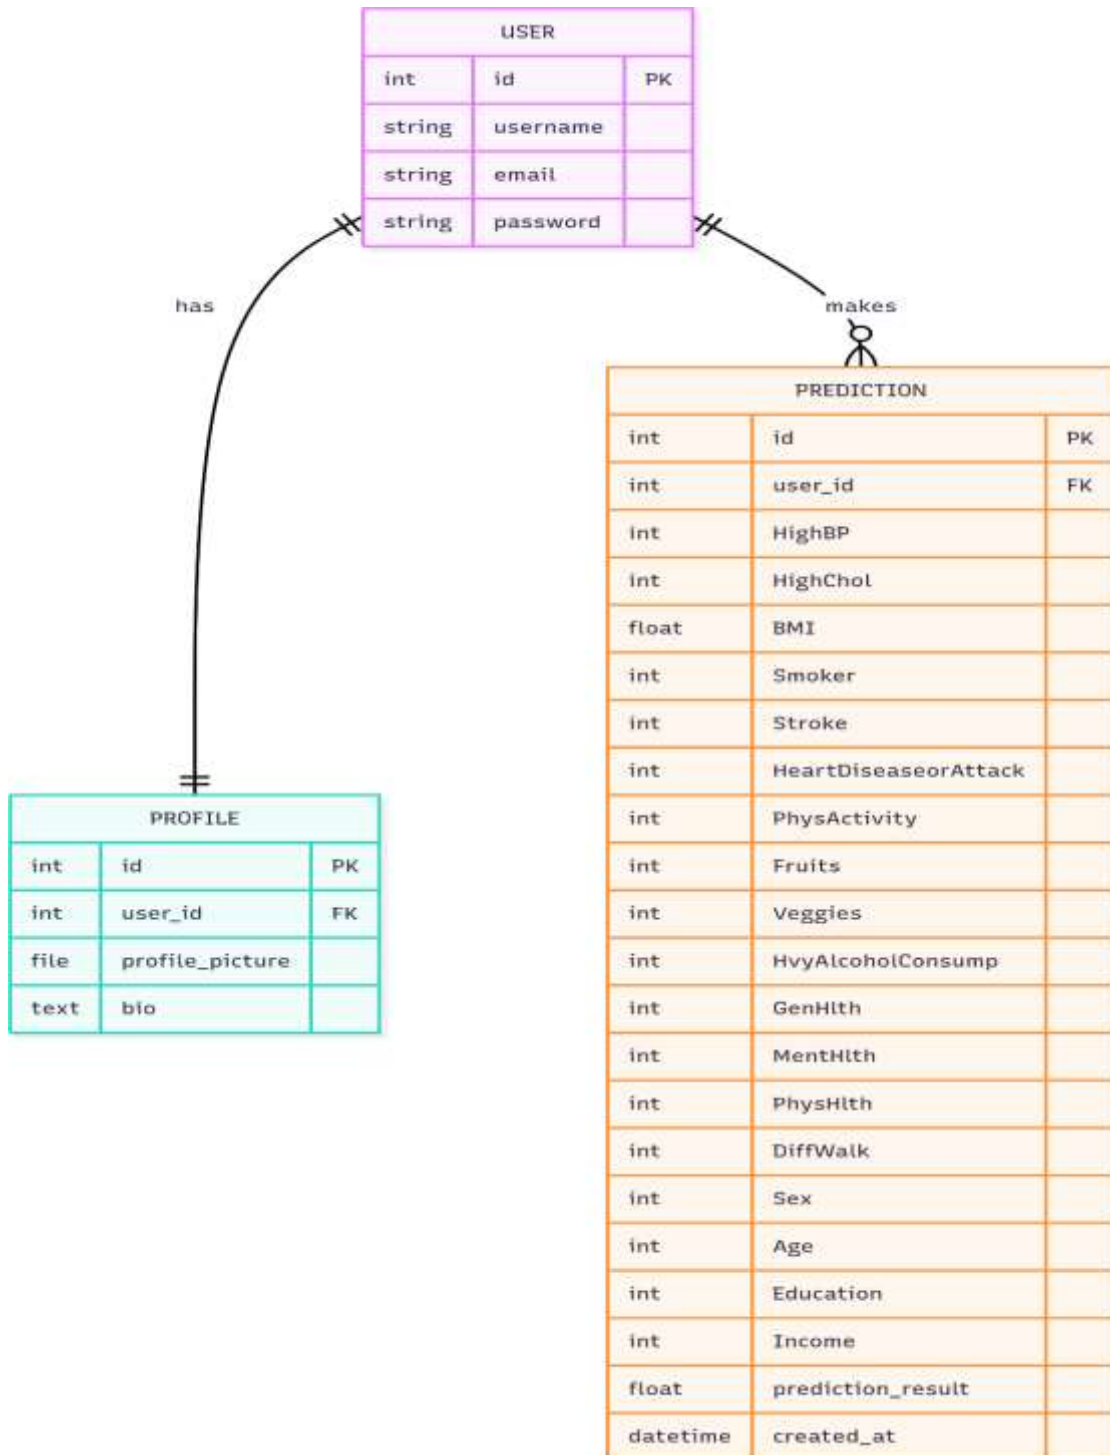 USER
int id PK
string username
string email
string password
has
makes
PREDICTION
int id PK
int user_id FK
int HighBP
int HighChol
float BMI
int Smoker
int Stroke
int HeartDiseaseorAttack
int PhysActivity
int Fruits
int Veggies
int HvyAlcoholConsump
int GenHlth
int MentHlth
int PhysHlth
int DiffWalk
int Sex
int Age
int Education
int Income
float prediction_result
datetime created_at
PROFILE
int id PK
int user_id FK
file profile_picture
text bio